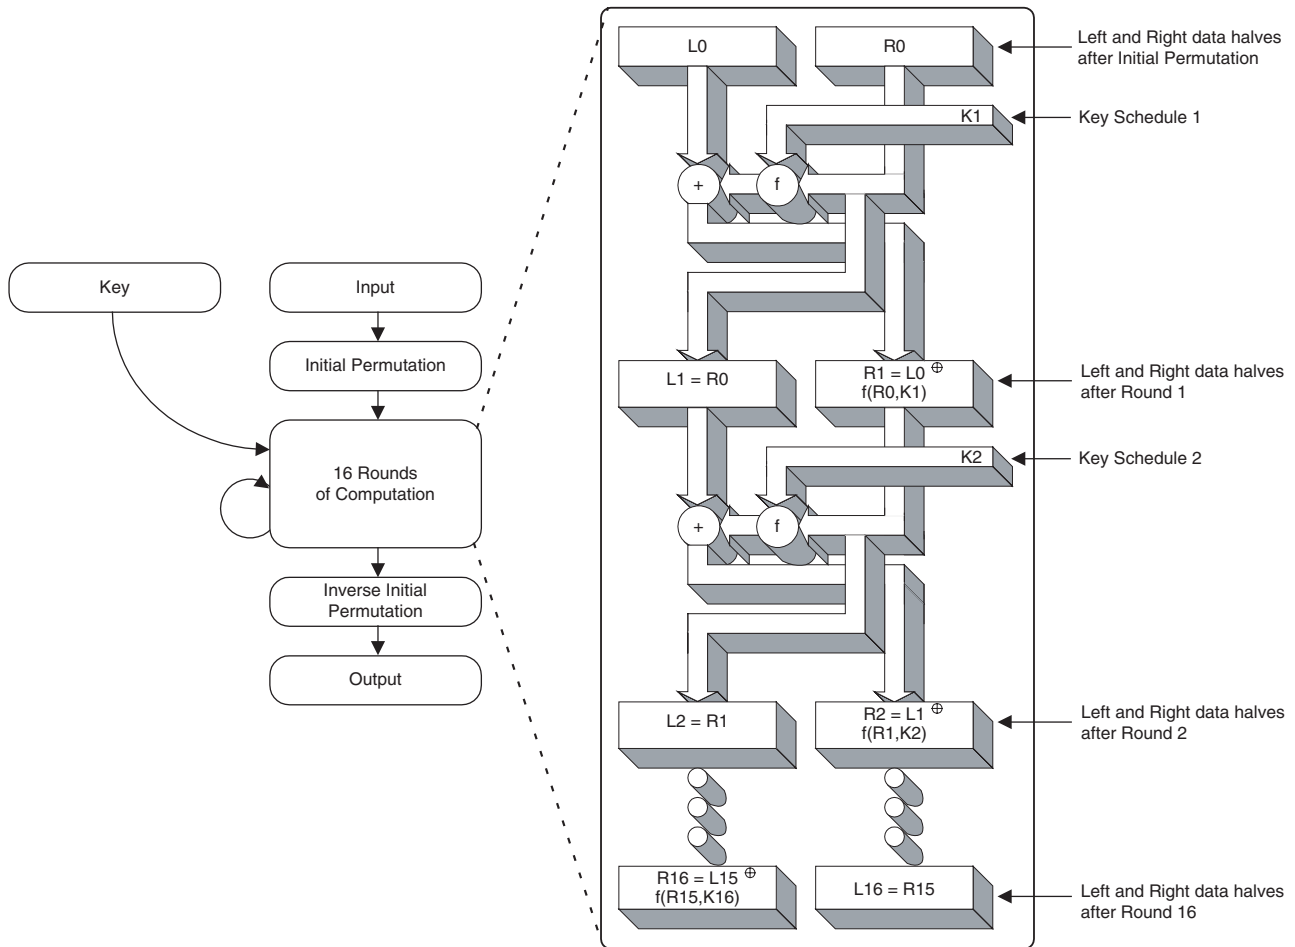 Key
Input
Initial Permutation
16 Rounds
of Computation
Inverse Initial
Permutation
Output
L0
R0
Left and Right data halves
after Initial Permutation
K1
Key Schedule 1
+
f
L1 = R0
R1 = L0 ⊕
f(R0,K1)
Left and Right data halves
after Round 1
K2
Key Schedule 2
+
f
L2 = R1
R2 = L1 ⊕
f(R1,K2)
Left and Right data halves
after Round 2
R16 = L15 ⊕
f(R15,K16)
L16 = R15
Left and Right data halves
after Round 16